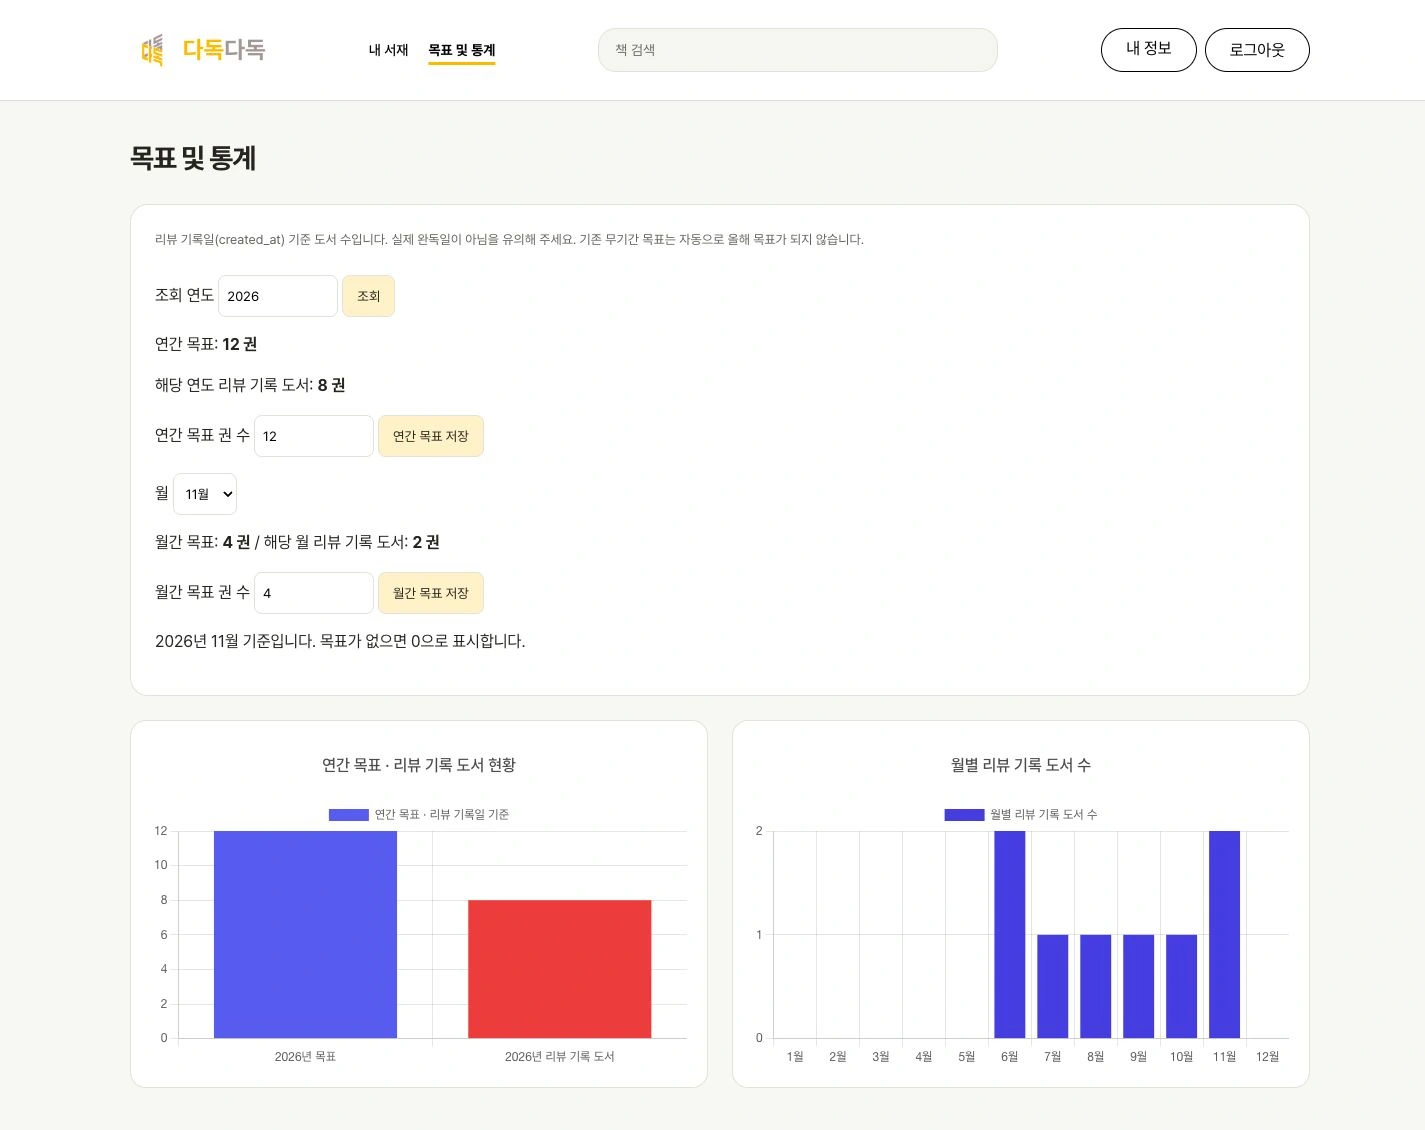 다독다독
내 서재
목표 및 통계
책 검색
내 정보
로그아웃
목표 및 통계
리뷰 기록일(created_at) 기준 도서 수입니다. 실제 완독일이 아님을 유의해 주세요. 기존 무기간 목표는 자동으로 올해 목표가 되지 않습니다.
조회 연도 2026 조회
연간 목표: 12 권
해당 연도 리뷰 기록 도서: 8 권
연간 목표 권 수 12 연간 목표 저장
월 11월
월간 목표: 4 권 / 해당 월 리뷰 기록 도서: 2 권
월간 목표 권 수 4 월간 목표 저장
2026년 11월 기준입니다. 목표가 없으면 0으로 표시합니다.
연간 목표 · 리뷰 기록 도서 현황
연간 목표 · 리뷰 기록일 기준
12
10
8
6
4
2
0
2026년 목표 2026년 리뷰 기록 도서
월별 리뷰 기록 도서 수
월별 리뷰 기록 도서 수
2
1
0
1월 2월 3월 4월 5월 6월 7월 8월 9월 10월 11월 12월